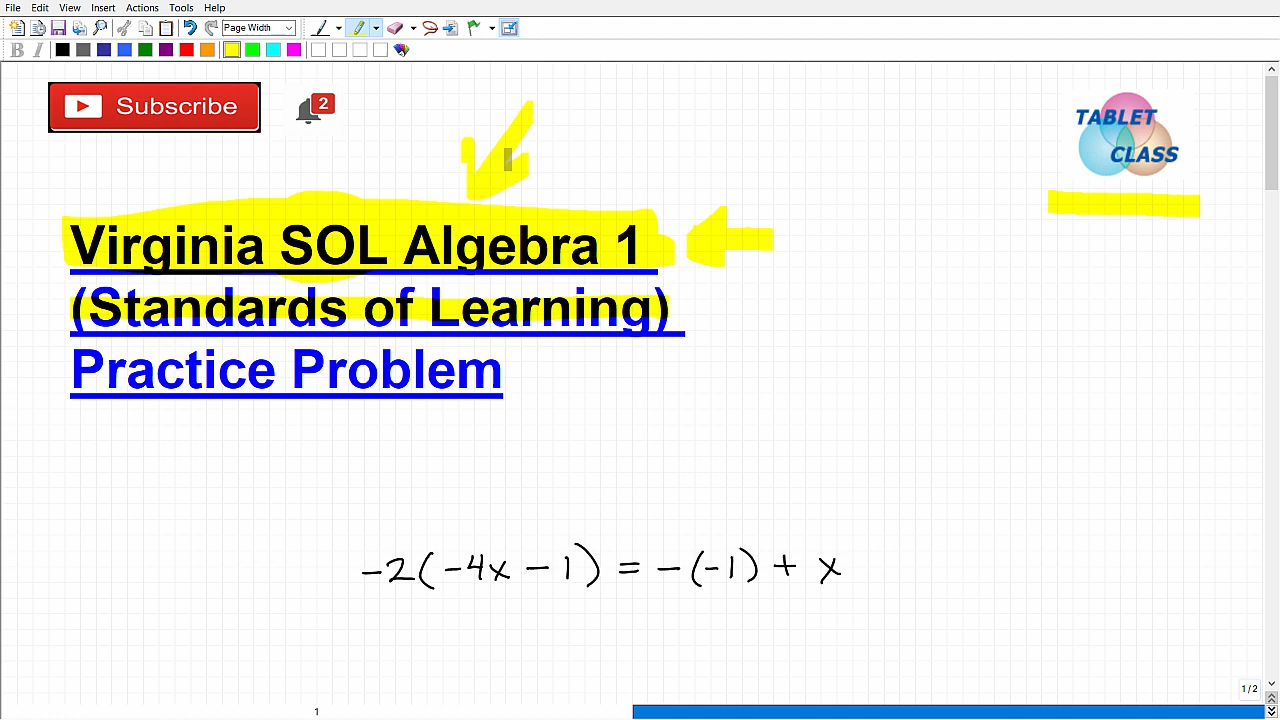 File Edit View Insert Actions Tools Help
Page Width
B I
Subscribe
2
TABLET
CLASS
Virginia SOL Algebra 1
(Standards of Learning)
Practice Problem
-2(-4x - 1) = -(-1) + x
1/2
1